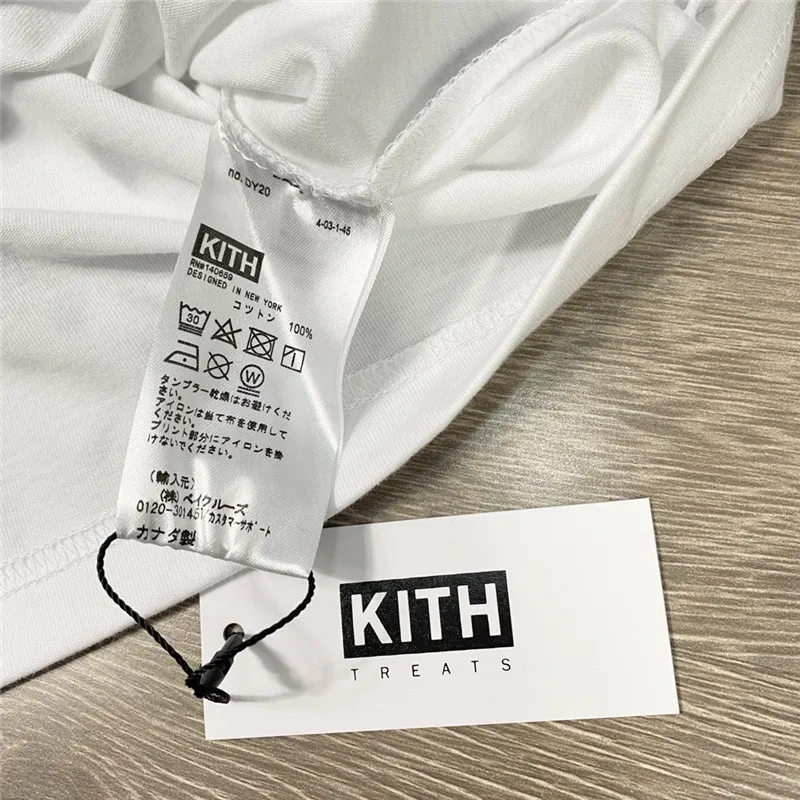 no. DY20
4-03-1-45
KITH
RN#140659
DESIGNED IN NEW YORK
コットン 100%
30
W
タンブラー乾燥はお避けくだ
さい。
アイロンは当て布を使用して
ください。
プリント部分にアイロンを掛
けないでください。
(輸入元)
(株)ベイクルーズ
0120-301457/カスタマーサポート
カナダ製
KITH
TREATS